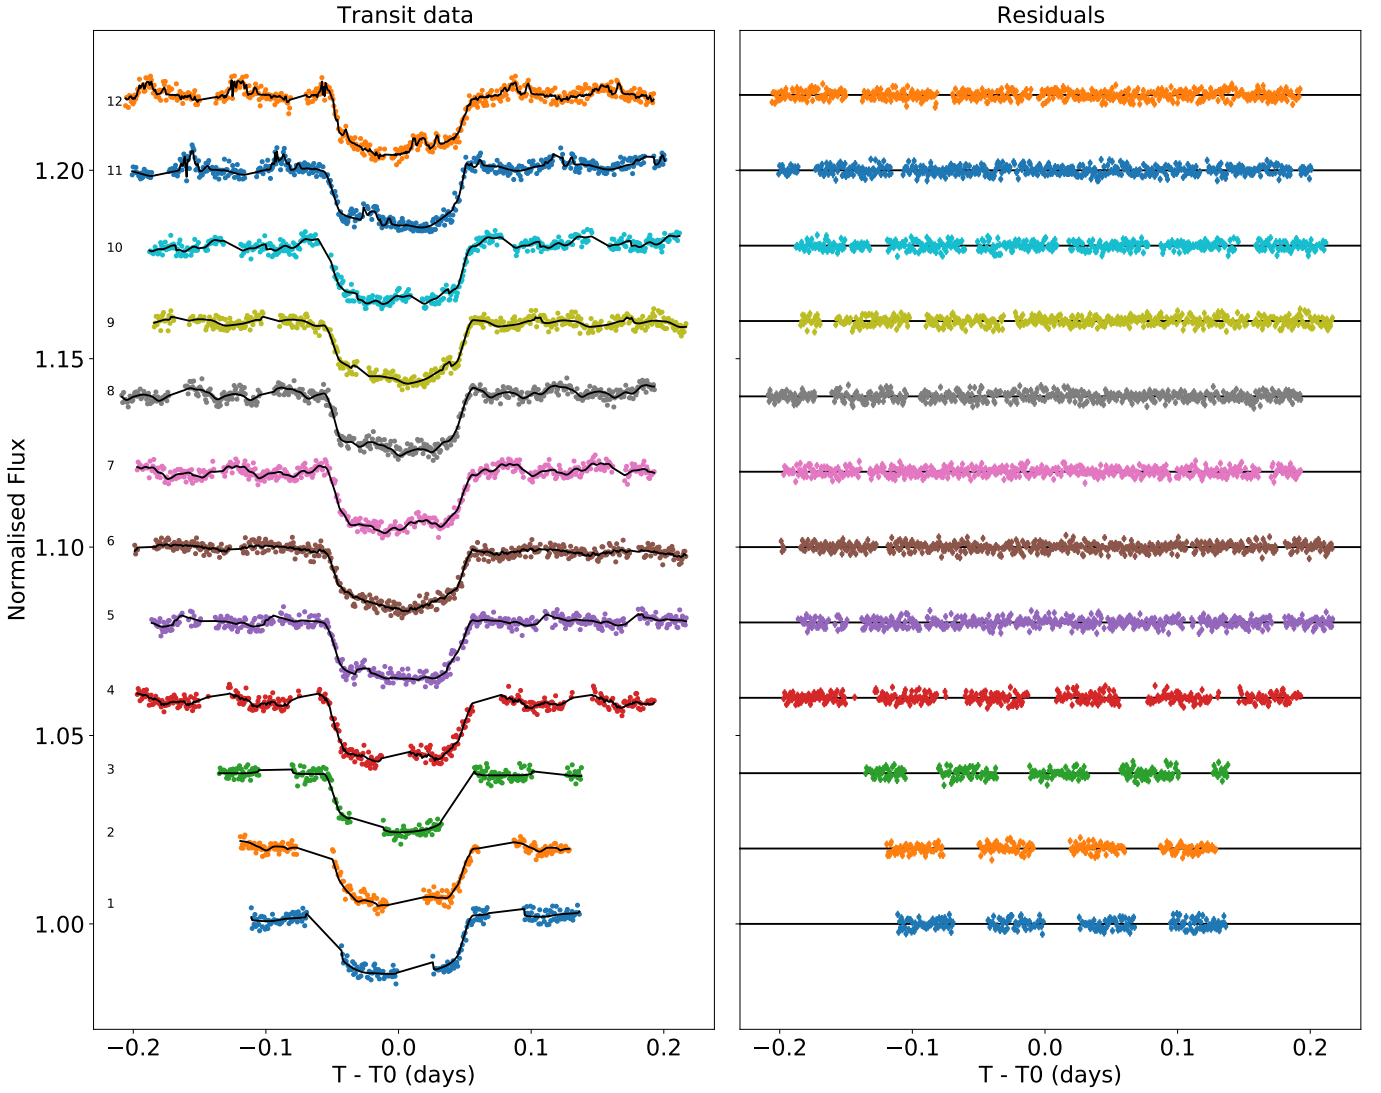 Transit data
Residuals
12
11
1.20
10
9
1.15
8
7
6
1.10
5
4
1.05
3
2
1
1.00
Normalised Flux
−0.2 −0.1 0.0 0.1 0.2
−0.2 −0.1 0.0 0.1 0.2
T - T0 (days)
T - T0 (days)